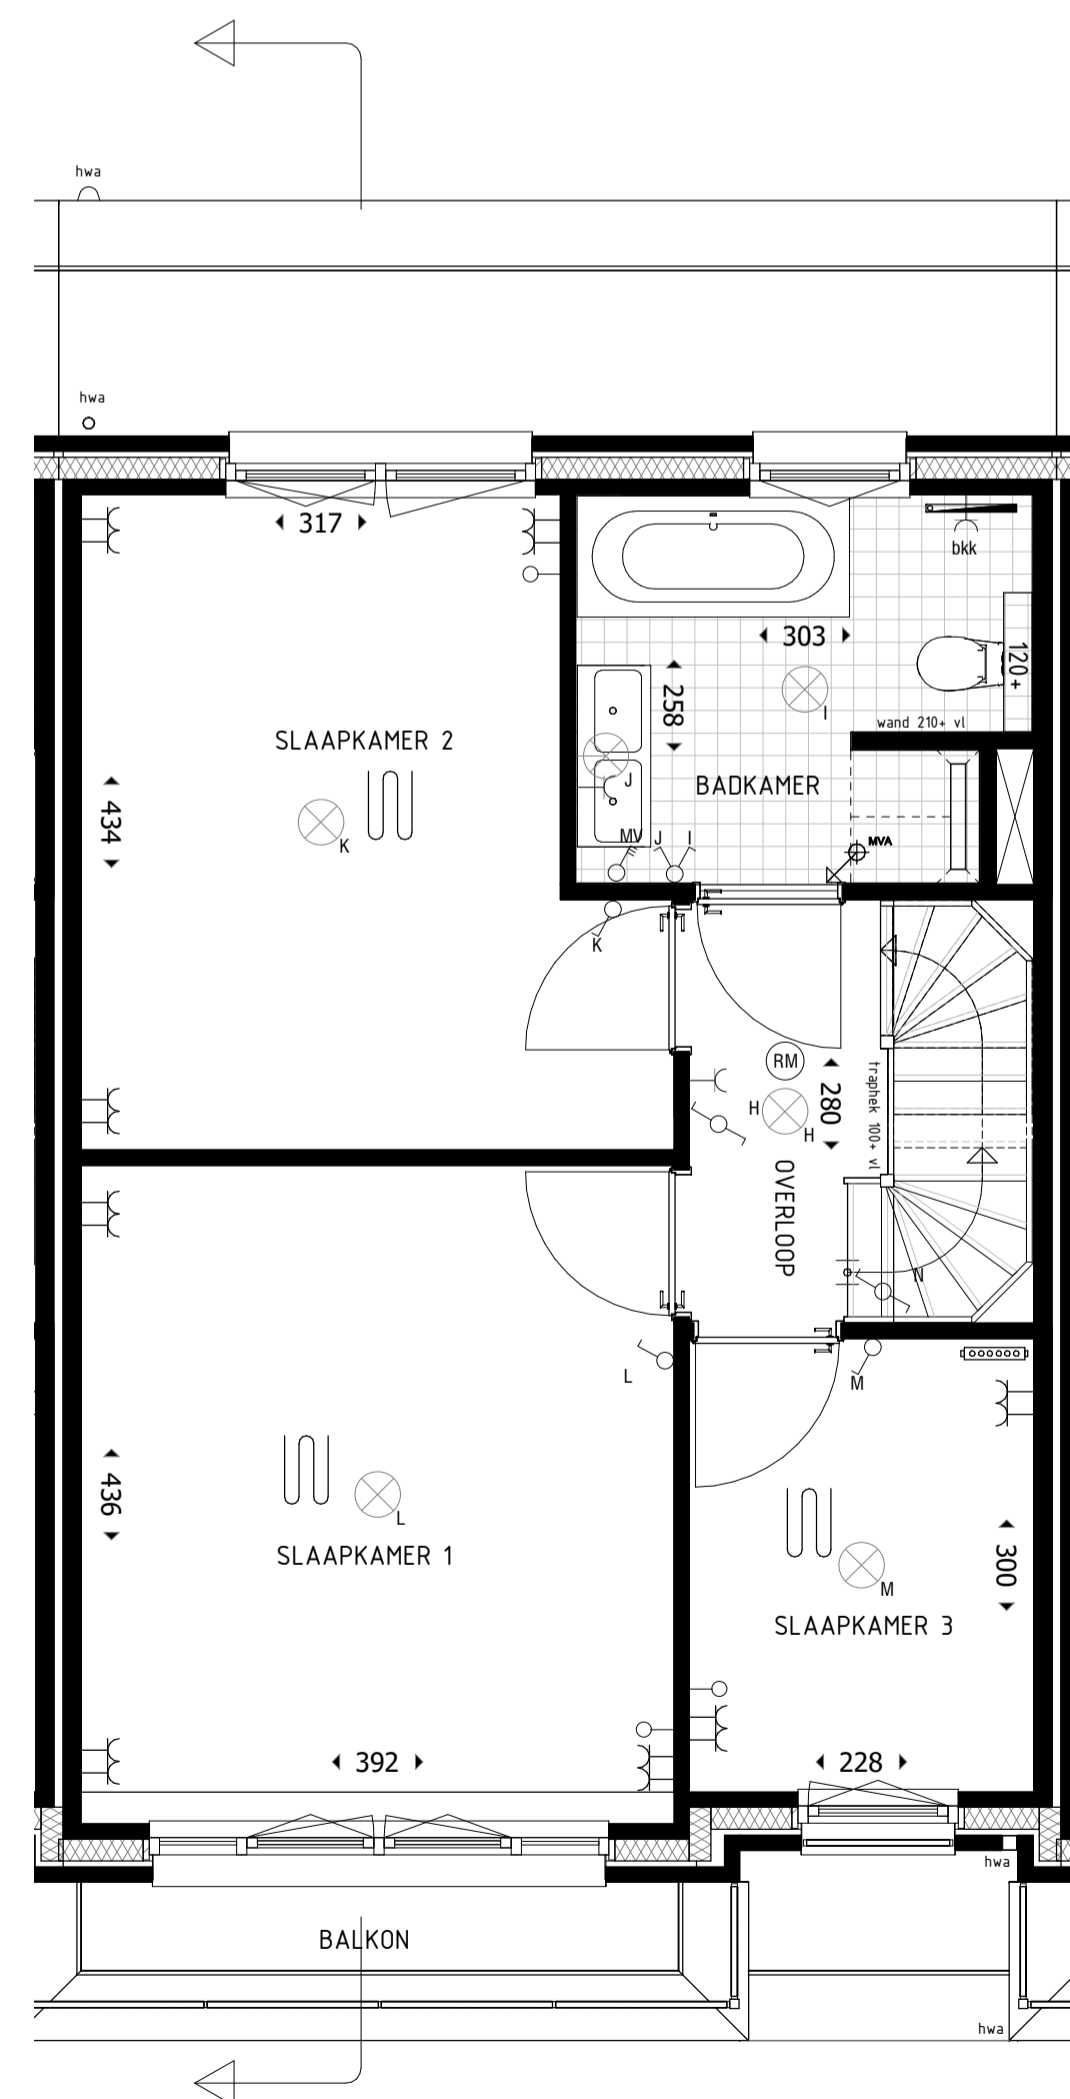 hwa
hwa
317
bkk
303
120+
258
wand 210+ vl
SLAAPKAMER 2
I
J
BADKAMER
434
K
MV
J
I
MVA
K
RM
280
traphek 100+ vl
H
H
OVERLOOP
N
L
M
436
L
SLAAPKAMER 1
300
M
SLAAPKAMER 3
392
228
hwa
BALKON
hwa